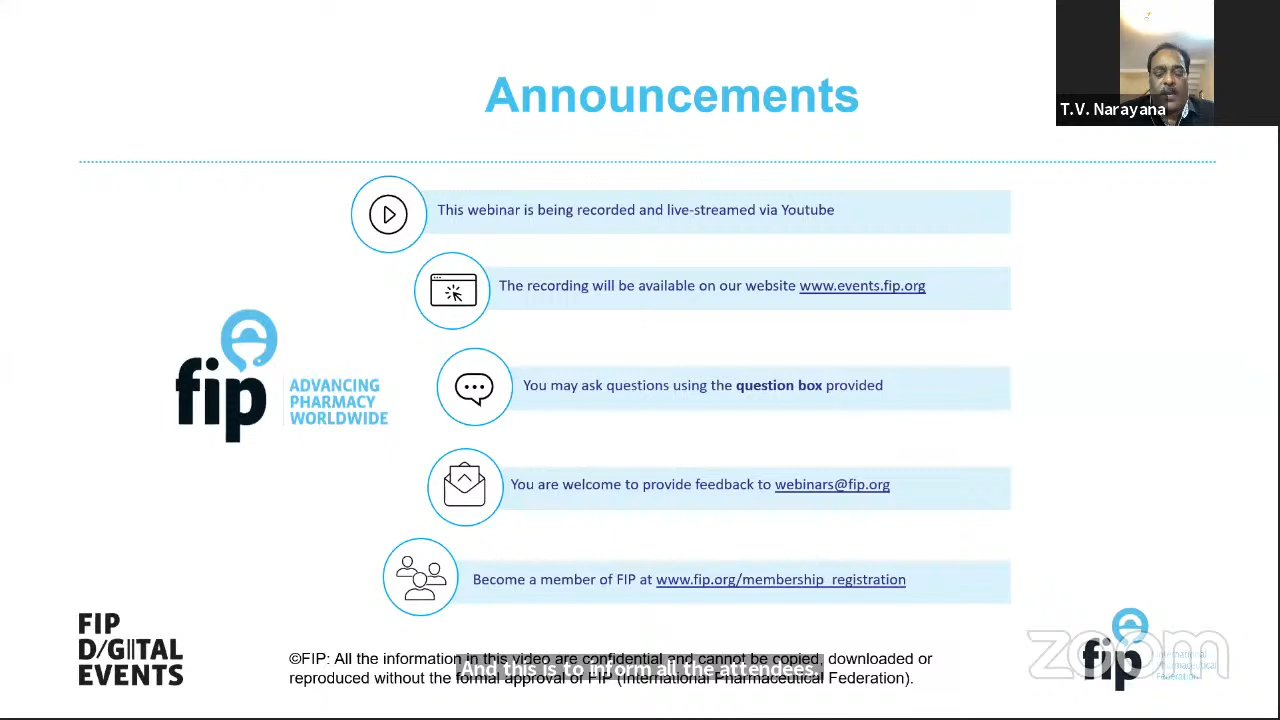 Announcements
T.V. Narayana
This webinar is being recorded and live-streamed via Youtube
The recording will be available on our website www.events.fip.org
You may ask questions using the question box provided
You are welcome to provide feedback to webinars@fip.org
Become a member of FIP at www.fip.org/membership_registration
fip
ADVANCING
PHARMACY
WORLDWIDE
FIP
D/GITAL
EVENTS
©FIP: All the information in this video are confidential and cannot be copied, downloaded or
reproduced without the formal approval of FIP (International Pharmaceutical Federation).
And this is to inform all the attendees.
zoom
fip
International
Pharmaceutical
Federation